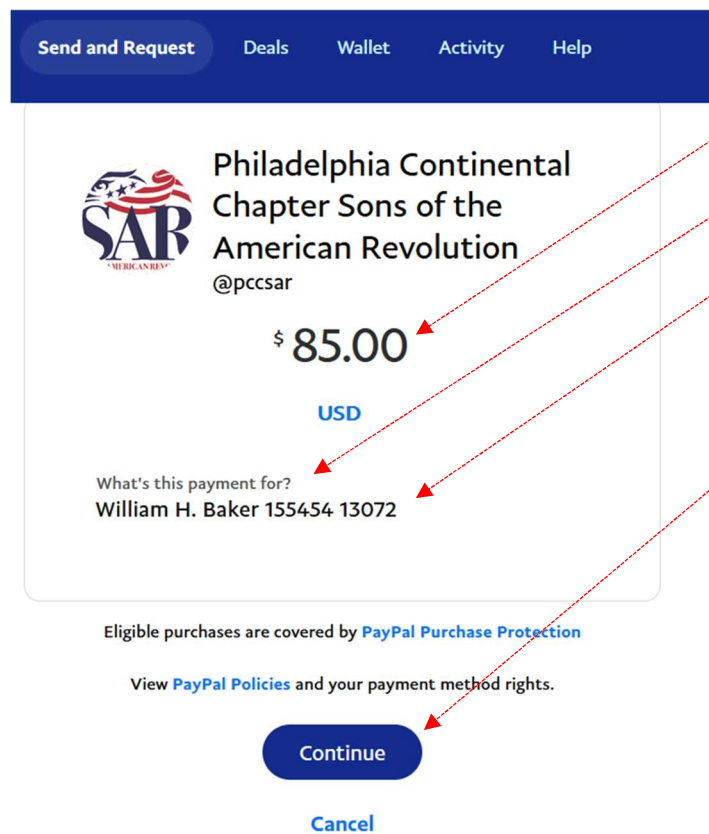 Send and Request Deals Wallet Activity Help
Philadelphia Continental
Chapter Sons of the
American Revolution
SAR
@pccsar
$ 85.00
USD
What's this payment for?
William H. Baker 155454 13072
Eligible purchases are covered by PayPal Purchase Protection
View PayPal Policies and your payment method rights.
Continue
Cancel